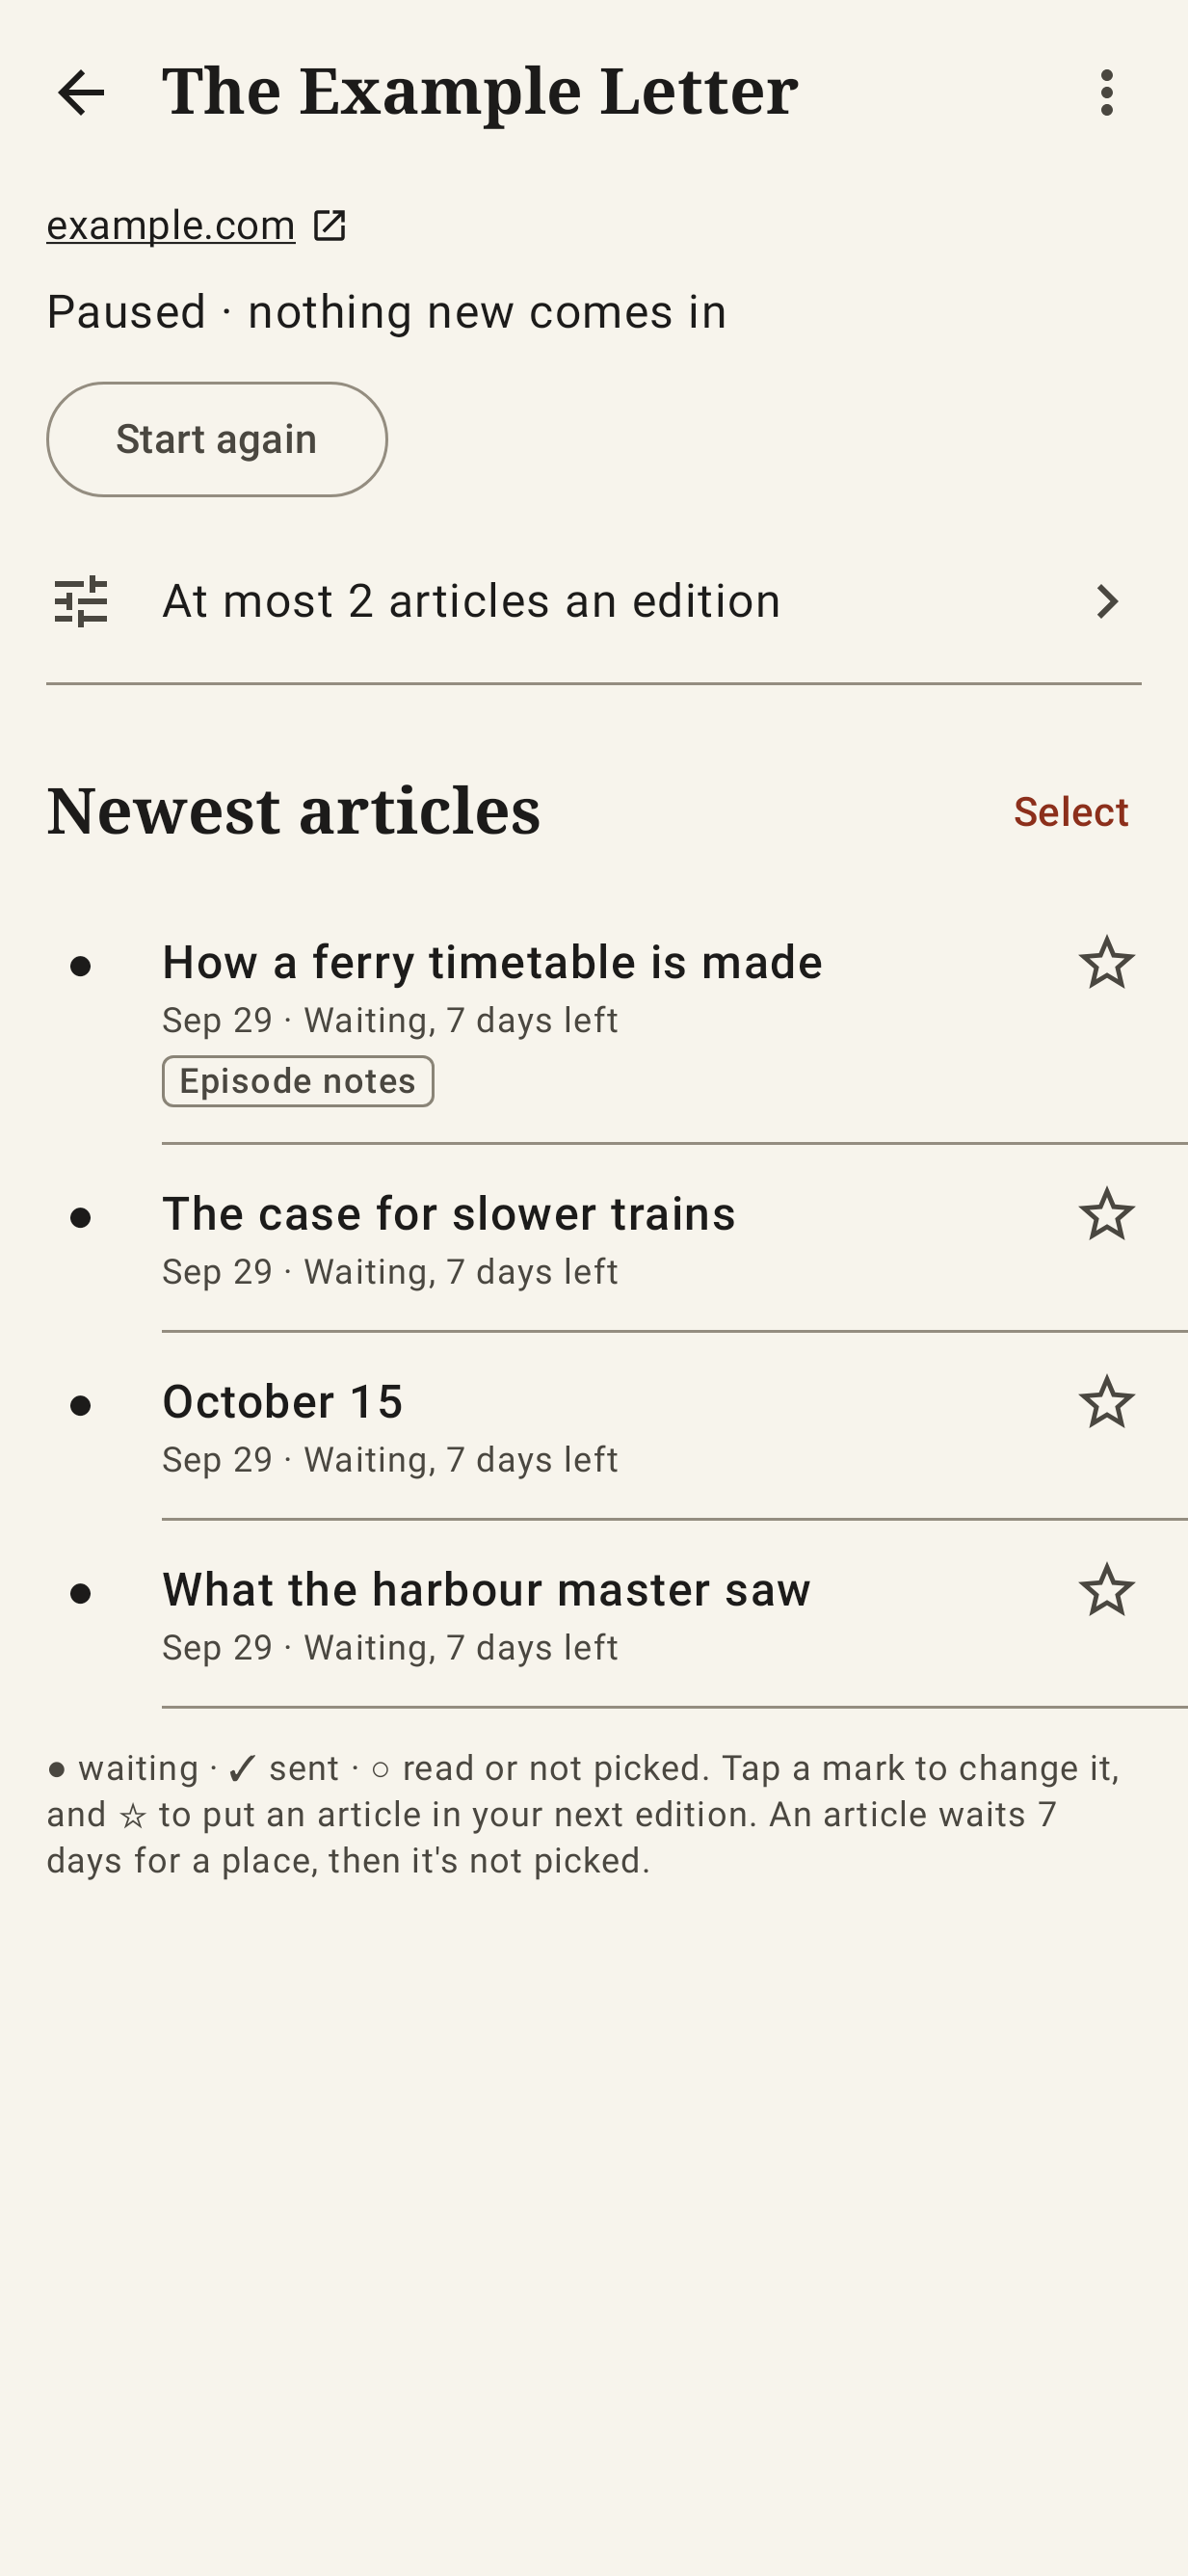 The Example Letter
example.com
Paused · nothing new comes in
Start again
At most 2 articles an edition
Newest articles
Select
How a ferry timetable is made
Sep 29 · Waiting, 7 days left
Episode notes
The case for slower trains
Sep 29 · Waiting, 7 days left
October 15
Sep 29 · Waiting, 7 days left
What the harbour master saw
Sep 29 · Waiting, 7 days left
● waiting · ✓ sent · ○ read or not picked. Tap a mark to change it,
and ☆ to put an article in your next edition. An article waits 7
days for a place, then it's not picked.